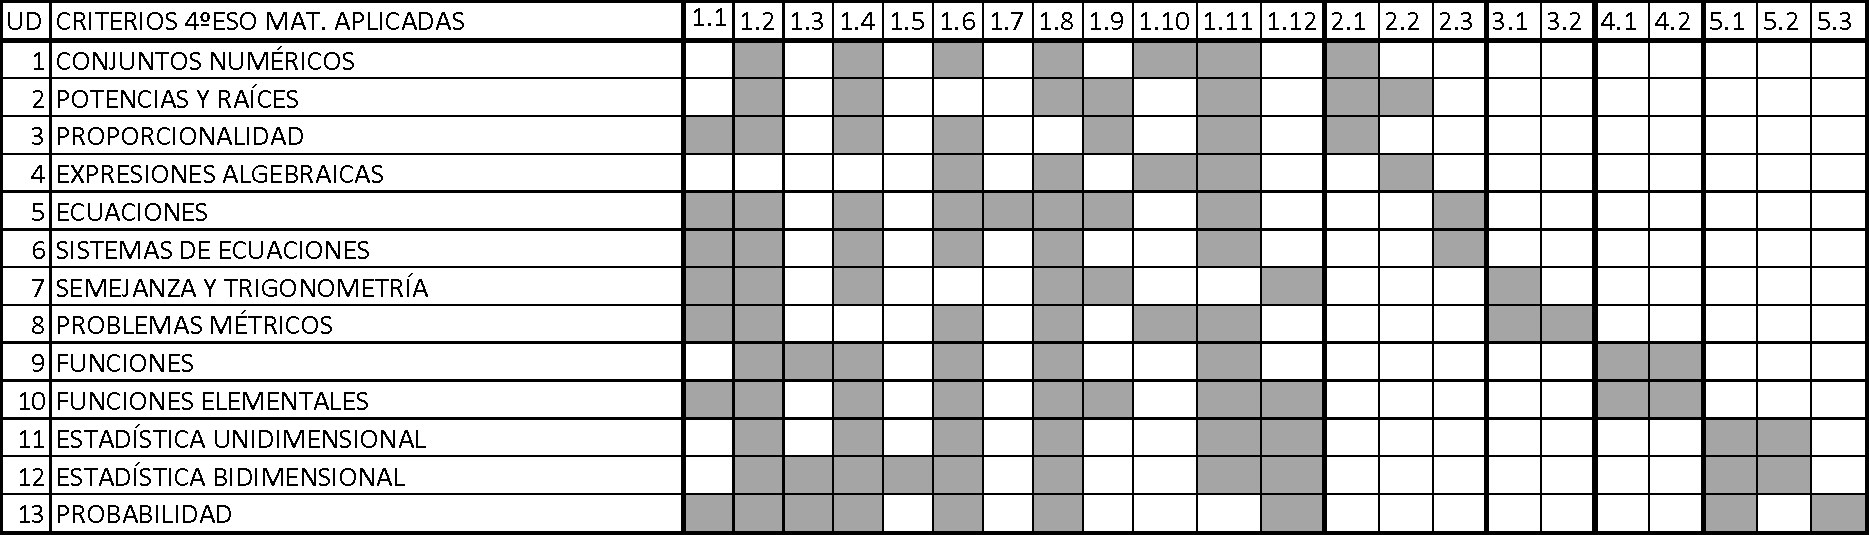 UD CRITERIOS 4ºESO MAT. APLICADAS 1.1 1.2 1.3 1.4 1.5 1.6 1.7 1.8 1.9 1.10 1.11 1.12 2.1 2.2 2.3 3.1 3.2 4.1 4.2 5.1 5.2 5.3
1 CONJUNTOS NUMÉRICOS
2 POTENCIAS Y RAÍCES
3 PROPORCIONALIDAD
4 EXPRESIONES ALGEBRAICAS
5 ECUACIONES
6 SISTEMAS DE ECUACIONES
7 SEMEJANZA Y TRIGONOMETRÍA
8 PROBLEMAS MÉTRICOS
9 FUNCIONES
10 FUNCIONES ELEMENTALES
11 ESTADÍSTICA UNIDIMENSIONAL
12 ESTADÍSTICA BIDIMENSIONAL
13 PROBABILIDAD